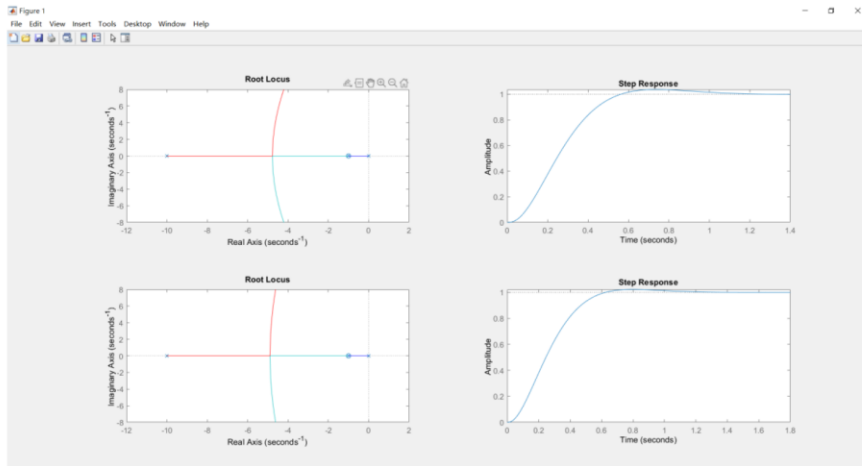 Figure 1
File Edit View Insert Tools Desktop Window Help
Root Locus
Imaginary Axis (seconds⁻¹)
8
6
4
2
0
-2
-4
-6
-8
-12 -10 -8 -6 -4 -2 0 2
Real Axis (seconds⁻¹)
Step Response
Amplitude
1
0.8
0.6
0.4
0.2
0
0 0.2 0.4 0.6 0.8 1 1.2 1.4
Time (seconds)
Root Locus
Imaginary Axis (seconds⁻¹)
8
6
4
2
0
-2
-4
-6
-8
-12 -10 -8 -6 -4 -2 0 2
Real Axis (seconds⁻¹)
Step Response
Amplitude
1
0.8
0.6
0.4
0.2
0
0 0.2 0.4 0.6 0.8 1 1.2 1.4 1.6 1.8
Time (seconds)